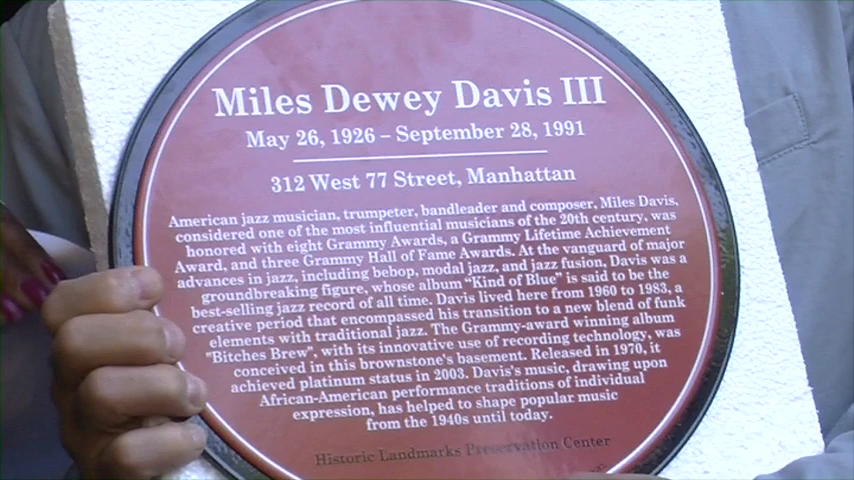 Miles Dewey Davis III
May 26, 1926 – September 28, 1991
312 West 77 Street, Manhattan
American jazz musician, trumpeter, bandleader and composer, Miles Davis,
considered one of the most influential musicians of the 20th century, was
honored with eight Grammy Awards, a Grammy Lifetime Achievement
Award, and three Grammy Hall of Fame Awards. At the vanguard of major
advances in jazz, including bebop, modal jazz, and jazz fusion, Davis was a
groundbreaking figure, whose album “Kind of Blue” is said to be the
best-selling jazz record of all time. Davis lived here from 1960 to 1983, a
creative period that encompassed his transition to a new blend of funk
elements with traditional jazz. The Grammy-award winning album
"Bitches Brew", with its innovative use of recording technology, was
conceived in this brownstone's basement. Released in 1970, it
achieved platinum status in 2003. Davis's music, drawing upon
African-American performance traditions of individual
expression, has helped to shape popular music
from the 1940s until today.
Historic Landmarks Preservation Center